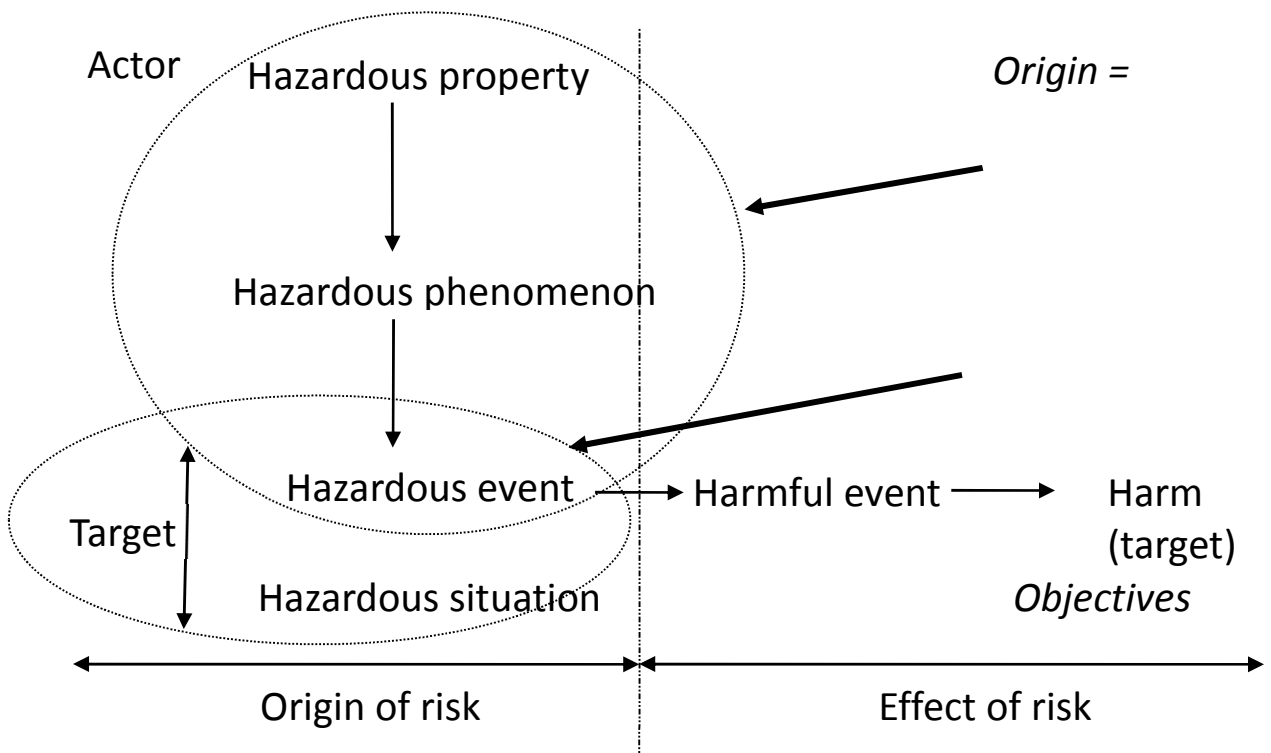 Actor
Hazardous property
Origin =
Hazardous phenomenon
Hazardous event
Harmful event
Harm
(target)
Target
Hazardous situation
Objectives
Origin of risk
Effect of risk